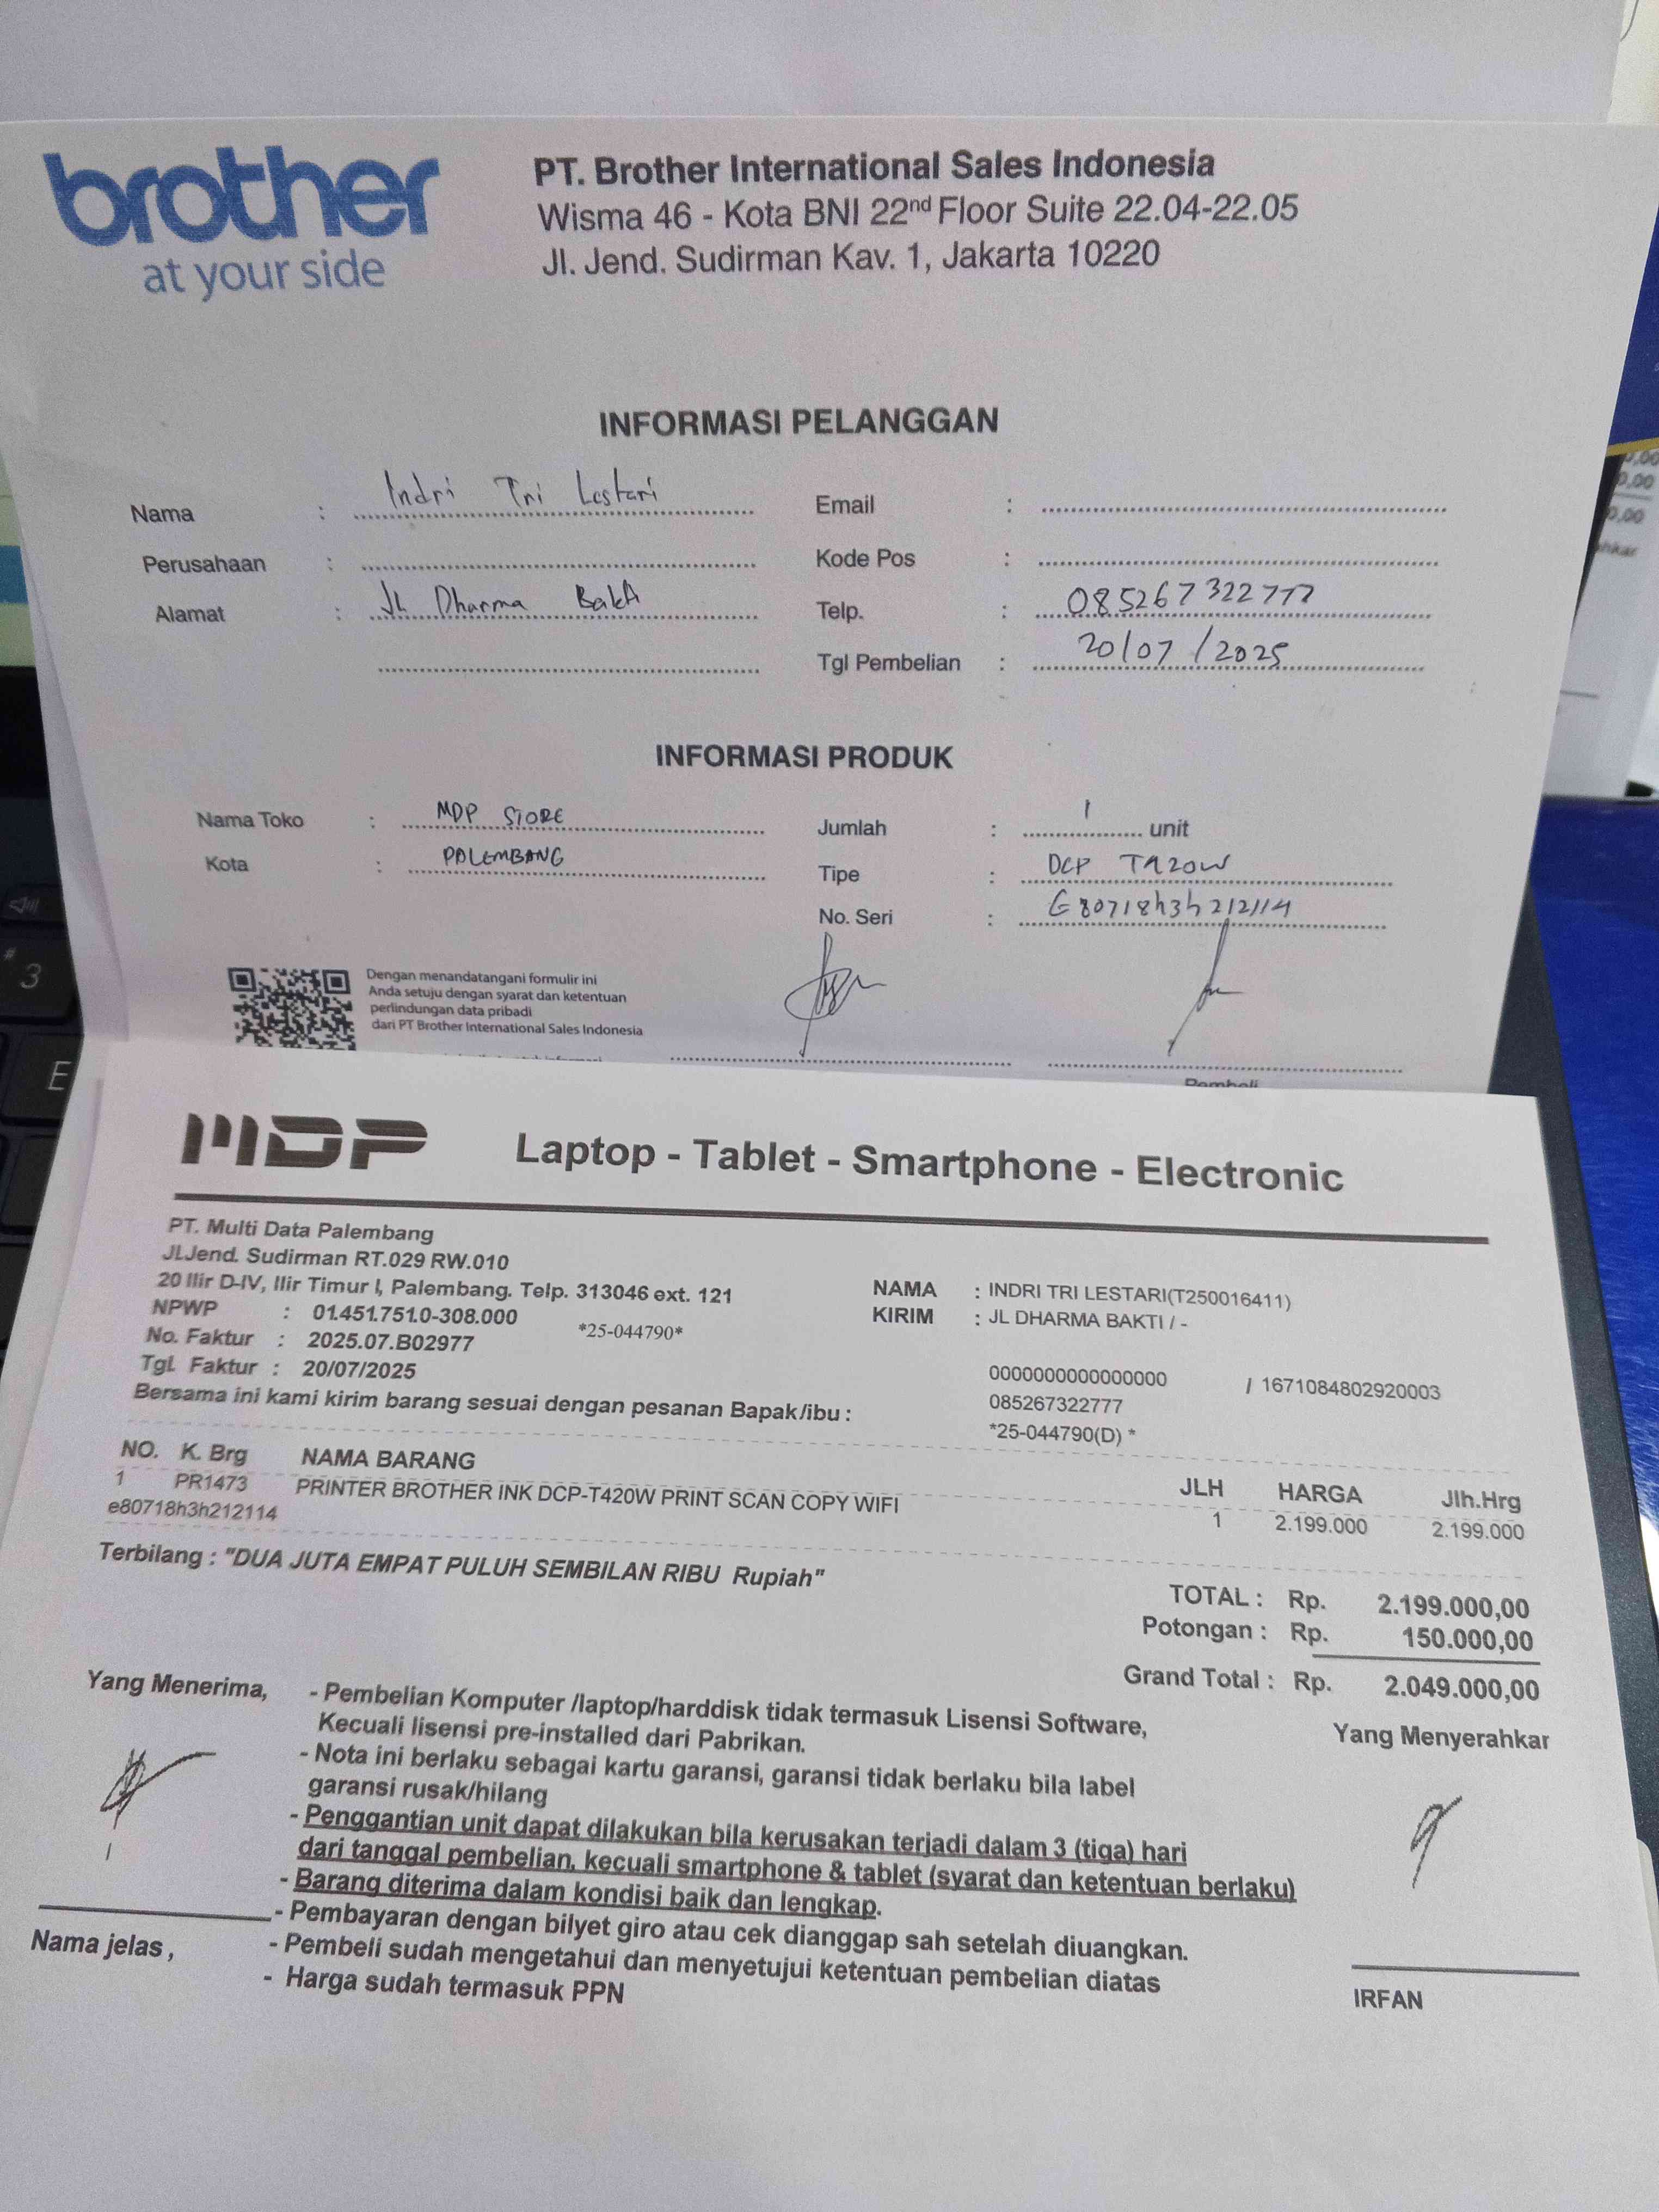 brother
at your side
PT. Brother International Sales Indonesia
Wisma 46 - Kota BNI 22nd Floor Suite 22.04-22.05
Jl. Jend. Sudirman Kav. 1, Jakarta 10220
INFORMASI PELANGGAN
Nama : Indri Tri Lestari
Email :
Perusahaan :
Kode Pos :
Alamat : JL Dharma Bakti
Telp. : 085267322777
Tgl Pembelian : 20/07/2025
INFORMASI PRODUK
Nama Toko : MDP STORE
Jumlah : 1 unit
Kota : PALEMBANG
Tipe : DCP T420W
No. Seri : E80718h3h212114
Dengan menandatangani formulir ini
Anda setuju dengan syarat dan ketentuan
perlindungan data pribadi
dari PT Brother International Sales Indonesia
Pembeli
MDP Laptop - Tablet - Smartphone - Electronic
PT. Multi Data Palembang
Jl.Jend. Sudirman RT.029 RW.010
20 Ilir D-IV, Ilir Timur I, Palembang. Telp. 313046 ext. 121
NPWP : 01.451.751.0-308.000
No. Faktur : 2025.07.B02977 *25-044790*
Tgl. Faktur : 20/07/2025
Bersama ini kami kirim barang sesuai dengan pesanan Bapak/ibu :
NAMA : INDRI TRI LESTARI(T250016411)
KIRIM : JL DHARMA BAKTI / -
0000000000000000 / 1671084802920003
085267322777
*25-044790(D) *
NO. K. Brg NAMA BARANG JLH HARGA Jlh.Hrg
1 PR1473 PRINTER BROTHER INK DCP-T420W PRINT SCAN COPY WIFI 1 2.199.000 2.199.000
e80718h3h212114
Terbilang : "DUA JUTA EMPAT PULUH SEMBILAN RIBU Rupiah"
TOTAL : Rp. 2.199.000,00
Potongan : Rp. 150.000,00
Grand Total : Rp. 2.049.000,00
Yang Menerima,
- Pembelian Komputer /laptop/harddisk tidak termasuk Lisensi Software,
Kecuali lisensi pre-installed dari Pabrikan.
- Nota ini berlaku sebagai kartu garansi, garansi tidak berlaku bila label
garansi rusak/hilang
- Penggantian unit dapat dilakukan bila kerusakan terjadi dalam 3 (tiga) hari
dari tanggal pembelian, kecuali smartphone & tablet (syarat dan ketentuan berlaku)
- Barang diterima dalam kondisi baik dan lengkap.
- Pembayaran dengan bilyet giro atau cek dianggap sah setelah diuangkan.
- Pembeli sudah mengetahui dan menyetujui ketentuan pembelian diatas
- Harga sudah termasuk PPN
Yang Menyerahkar
Nama jelas ,
IRFAN
3
E